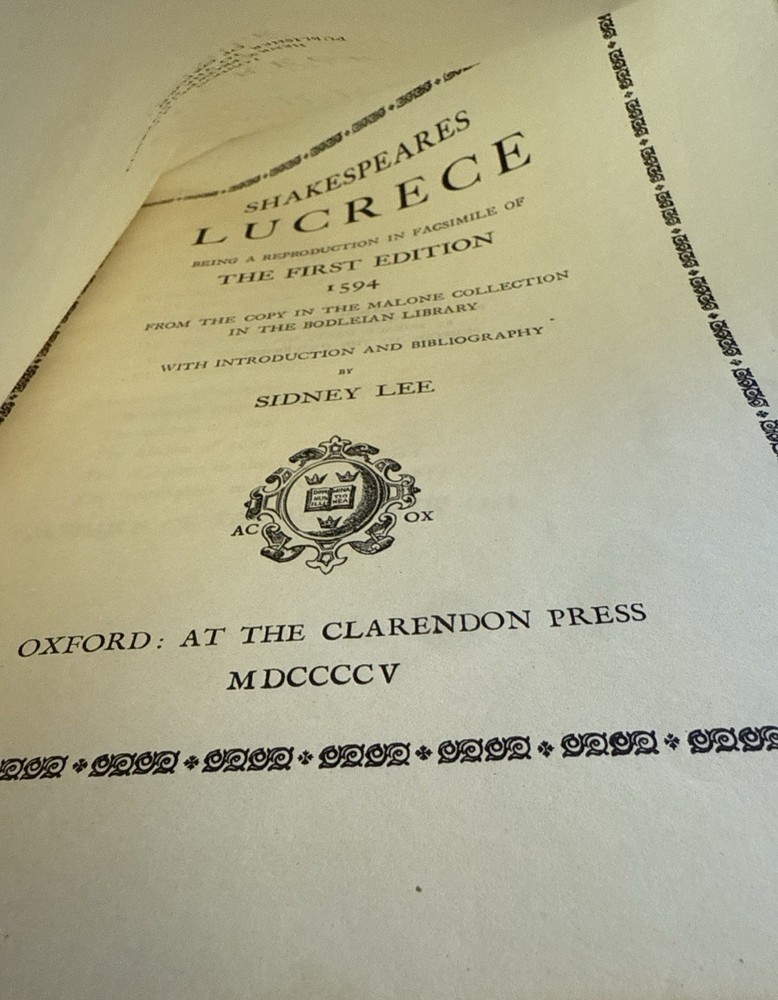 SHAKESPEARES
LUCRECE
BEING A REPRODUCTION IN FACSIMILE OF
THE FIRST EDITION
1594
FROM THE COPY IN THE MALONE COLLECTION
IN THE BODLEIAN LIBRARY
WITH INTRODUCTION AND BIBLIOGRAPHY
BY
SIDNEY LEE
AC OX
OXFORD: AT THE CLARENDON PRESS
MDCCCCV